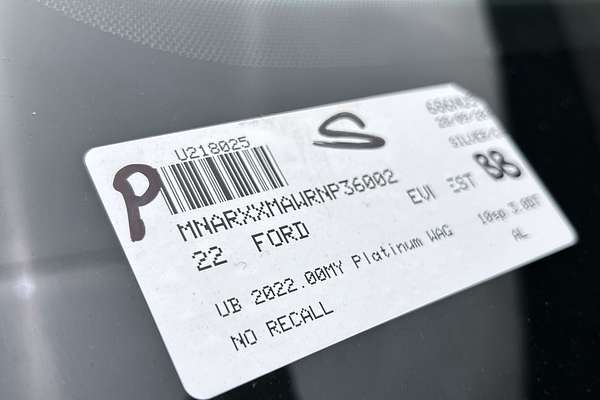 U218025
S
P
MNARXXMAWRNP36002
22 FORD
EVI EST 88
UB 2022.00MY Platinum WAG
10sp 3.0DT
AL
NO RECALL